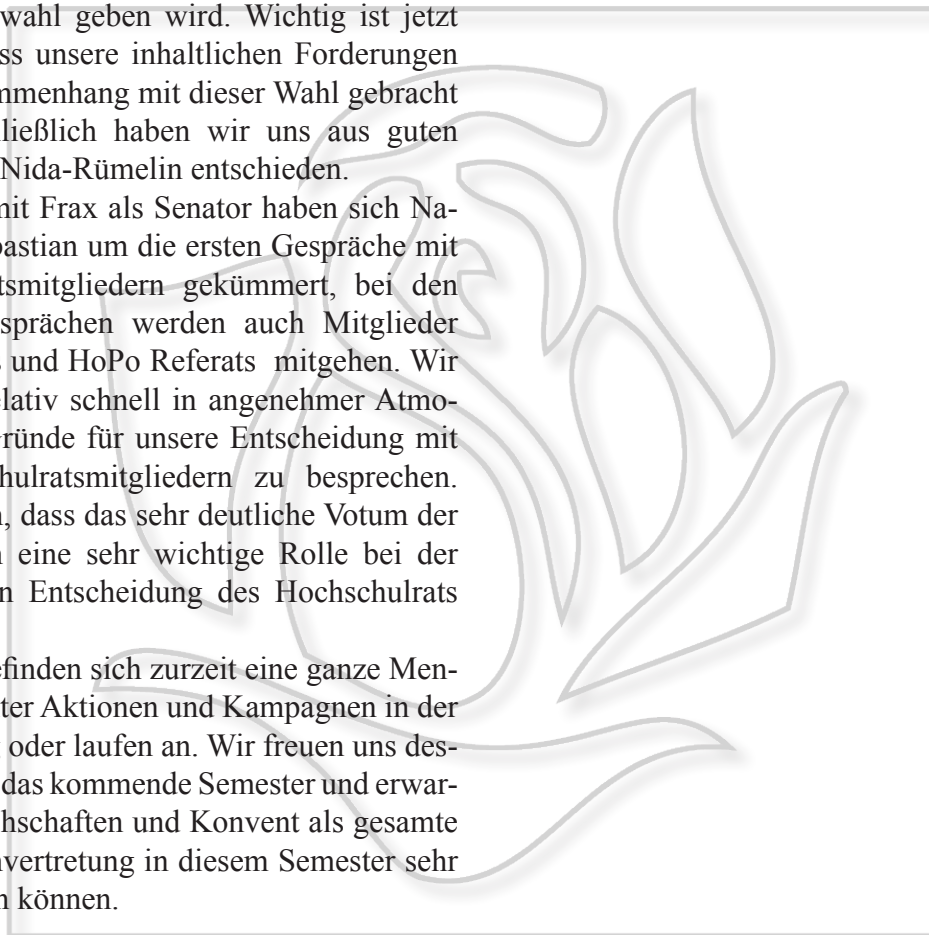 wahl geben wird. Wichtig ist jetzt
ss unsere inhaltlichen Forderungen
mmenhang mit dieser Wahl gebracht
ließlich haben wir uns aus guten
Nida-Rümelin entschieden.
mit Frax als Senator haben sich Na-
bastian um die ersten Gespräche mit
tsmitgliedern gekümmert, bei den
sprächen werden auch Mitglieder
s und HoPo Referats mitgehen. Wir
elativ schnell in angenehmer Atmo-
Gründe für unsere Entscheidung mit
hulratsmitgliedern zu besprechen.
n, dass das sehr deutliche Votum der
n eine sehr wichtige Rolle bei der
n Entscheidung des Hochschulrats
efinden sich zurzeit eine ganze Men-
ter Aktionen und Kampagnen in der
oder laufen an. Wir freuen uns des-
das kommende Semester und erwar-
hschaften und Konvent als gesamte
nvertretung in diesem Semester sehr
n können.